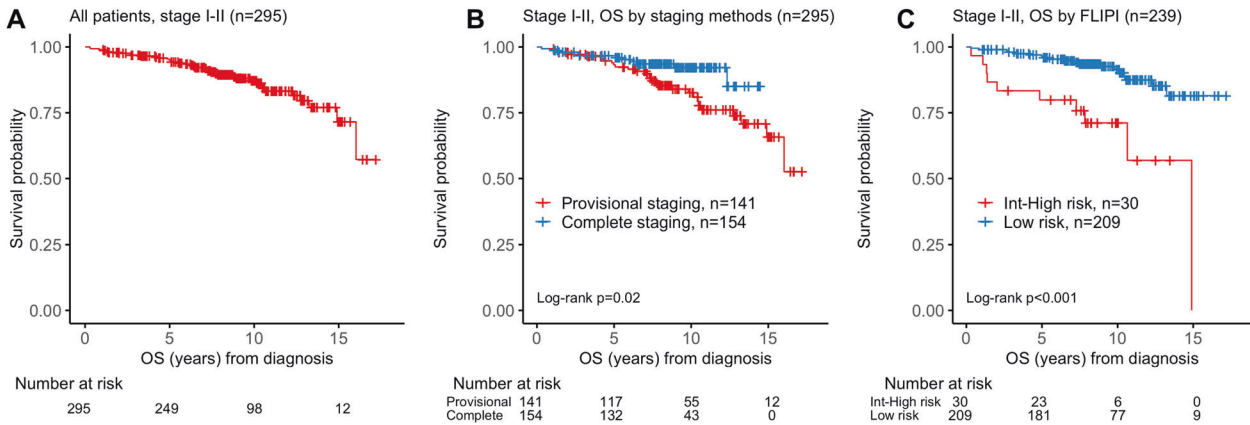 A
All patients, stage I-II (n=295)
1.00
0.75
0.50
0.25
0.00
Survival probability
0 5 10 15
OS (years) from diagnosis
Number at risk
295 249 98 12
B
Stage I-II, OS by staging methods (n=295)
1.00
0.75
0.50
0.25
0.00
Survival probability
Provisional staging, n=141
Complete staging, n=154
Log-rank p=0.02
0 5 10 15
OS (years) from diagnosis
Number at risk
Provisional 141 117 55 12
Complete 154 132 43 0
C
Stage I-II, OS by FLIPI (n=239)
1.00
0.75
0.50
0.25
0.00
Survival probability
Int-High risk, n=30
Low risk, n=209
Log-rank p<0.001
0 5 10 15
OS (years) from diagnosis
Number at risk
Int-High risk 30 23 6 0
Low risk 209 181 77 9